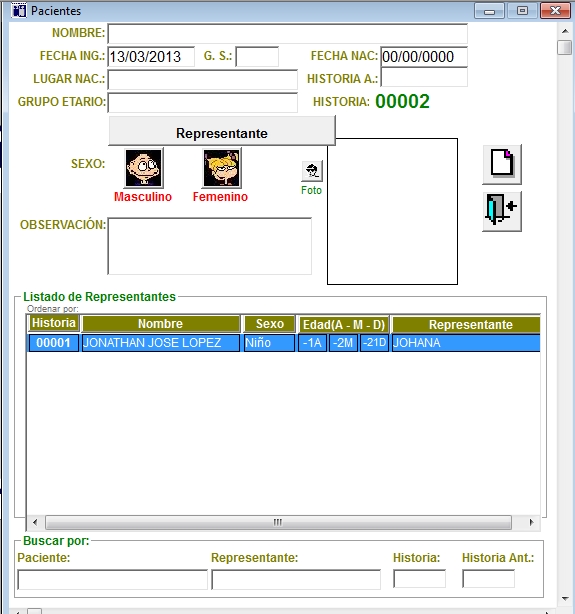 Pacientes
NOMBRE:
FECHA ING.: 13/03/2013 G. S.: FECHA NAC: 00/00/0000
LUGAR NAC.: HISTORIA A.:
GRUPO ETARIO: HISTORIA: 00002
Representante
SEXO:
Masculino Femenino Foto
OBSERVACIÓN:
Listado de Representantes
Ordenar por:
Historia Nombre Sexo Edad(A - M - D) Representante
00001 JONATHAN JOSE LOPEZ Niño -1A -2M -21D JOHANA
Buscar por:
Paciente: Representante: Historia: Historia Ant.: